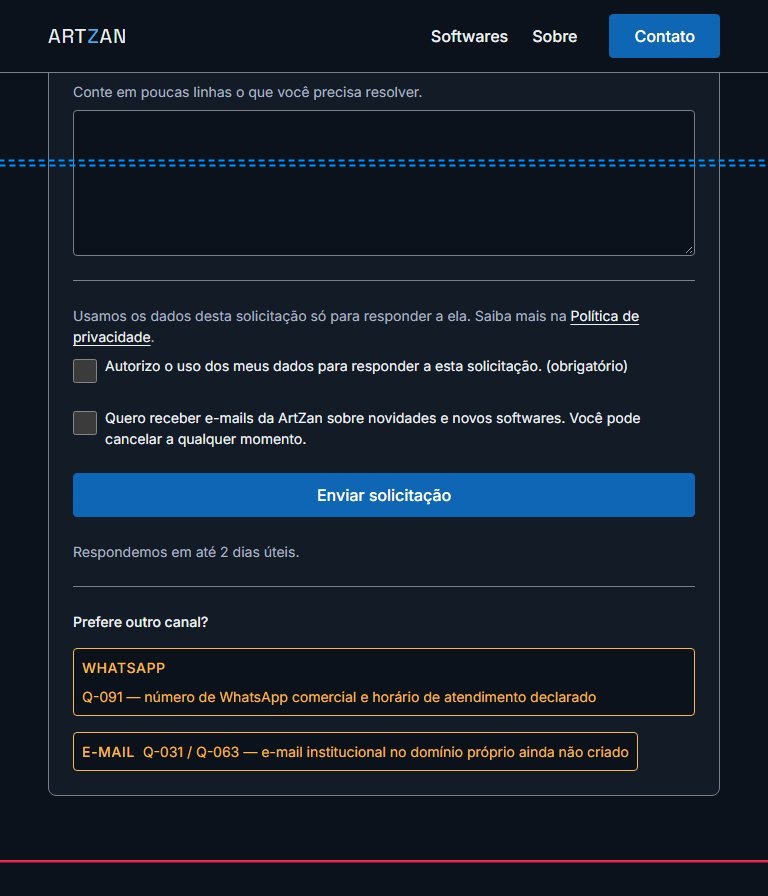 ARTZAN
Softwares
Sobre
Contato
Conte em poucas linhas o que você precisa resolver.
Usamos os dados desta solicitação só para responder a ela. Saiba mais na Política de
privacidade.
Autorizo o uso dos meus dados para responder a esta solicitação. (obrigatório)
Quero receber e-mails da ArtZan sobre novidades e novos softwares. Você pode
cancelar a qualquer momento.
Enviar solicitação
Respondemos em até 2 dias úteis.
Prefere outro canal?
WHATSAPP
Q-091 — número de WhatsApp comercial e horário de atendimento declarado
E-MAIL Q-031 / Q-063 — e-mail institucional no domínio próprio ainda não criado